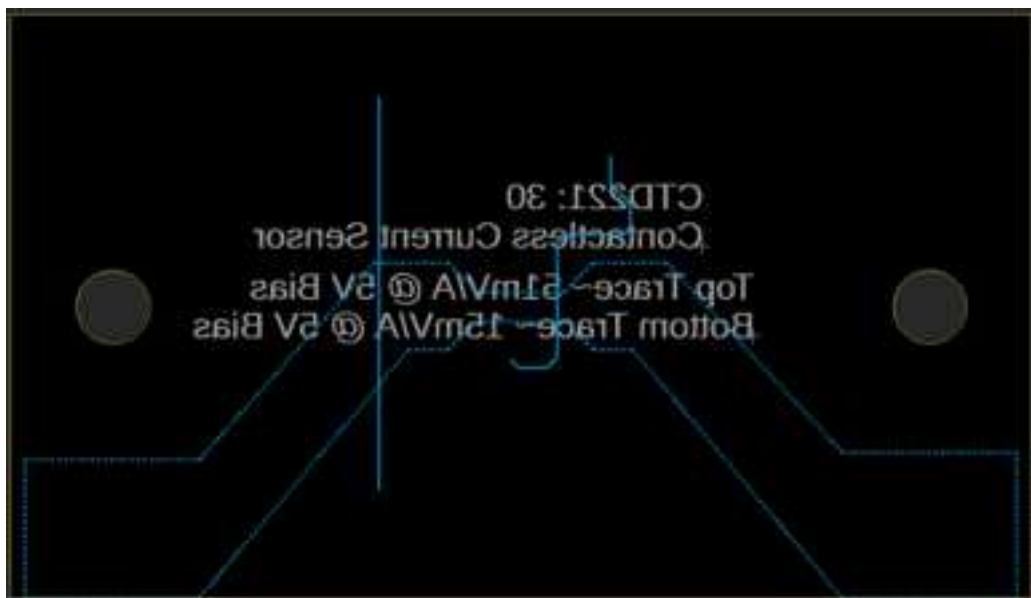 CTD221: 30
Contactless Current Sensor
Top Trace~ 51mV/A @ 5V Bias
Bottom Trace~ 15mV/A @ 5V Bias